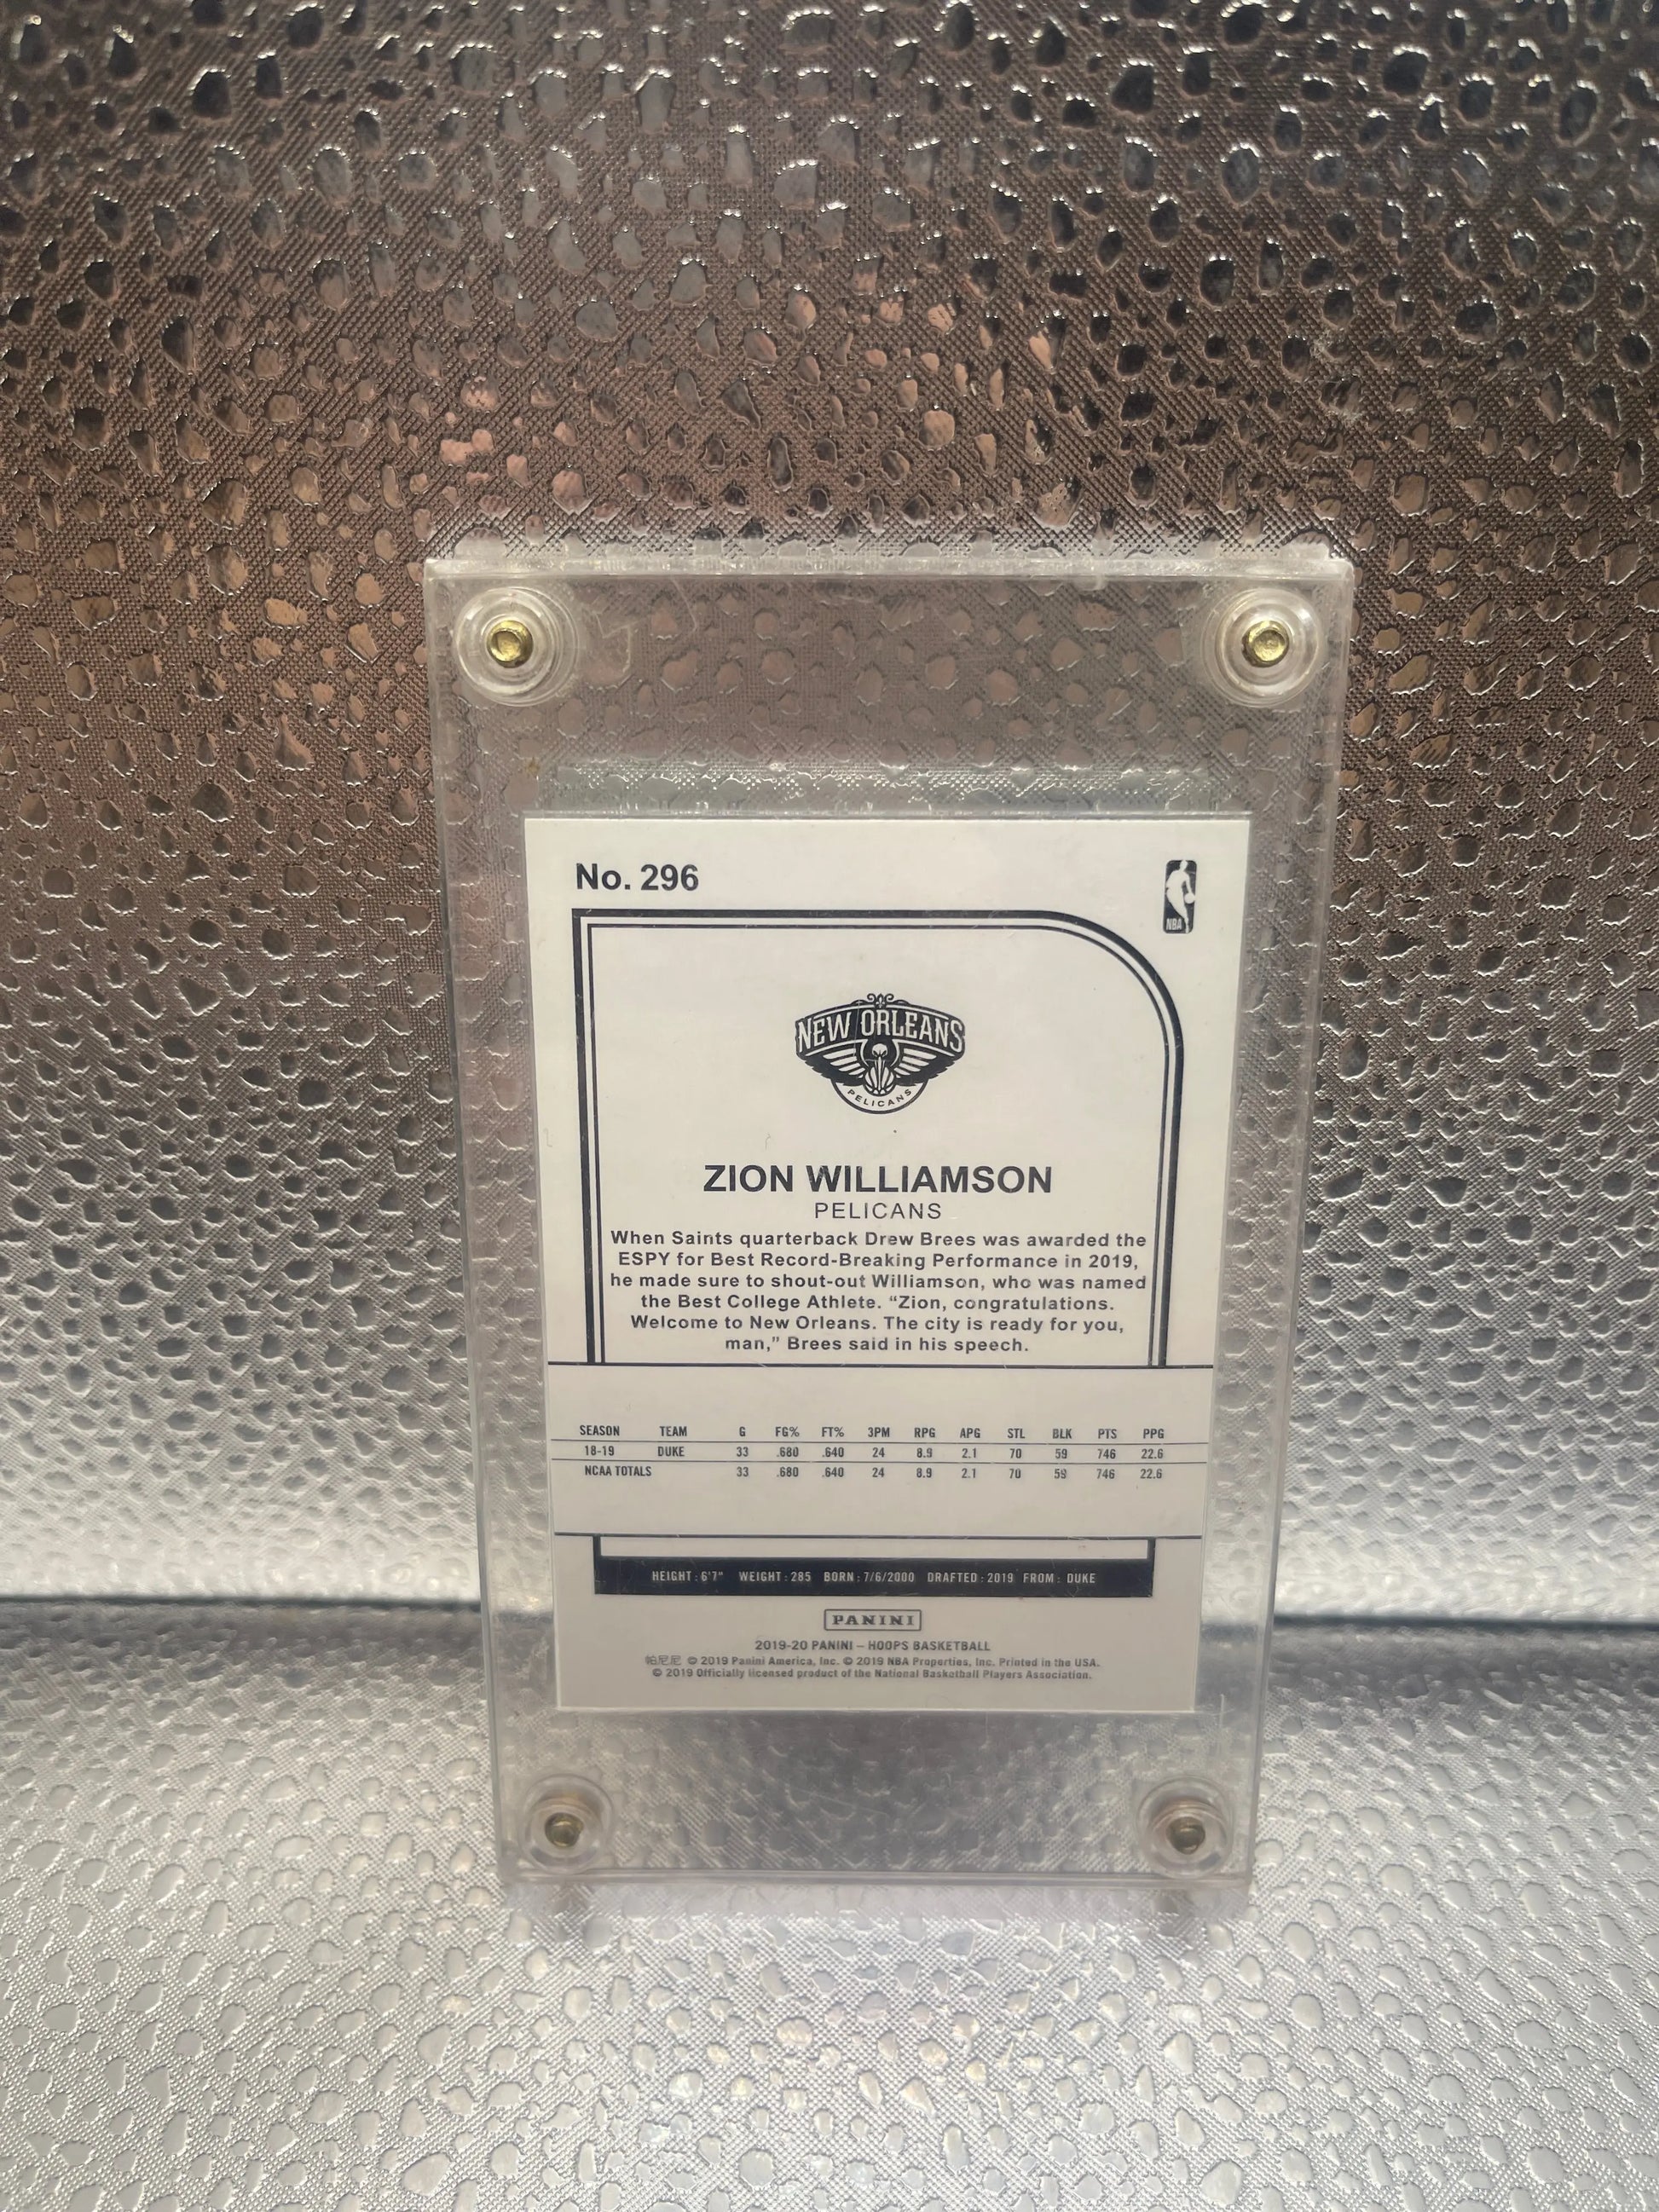 No. 296
NBA
NEW ORLEANS
PELICANS
ZION WILLIAMSON
PELICANS
When Saints quarterback Drew Brees was awarded the
ESPY for Best Record-Breaking Performance in 2019,
he made sure to shout-out Williamson, who was named
the Best College Athlete. “Zion, congratulations.
Welcome to New Orleans. The city is ready for you,
man,” Brees said in his speech.
SEASON TEAM G FG% FT% 3PM RPG APG STL BLK PTS PPG
18-19 DUKE 33 .680 .640 24 8.9 2.1 70 59 746 22.6
NCAA TOTALS 33 .680 .640 24 8.9 2.1 70 59 746 22.6
HEIGHT: 6'7" WEIGHT: 285 BORN: 7/6/2000 DRAFTED: 2019 FROM: DUKE
PANINI
2019-20 PANINI – HOOPS BASKETBALL
帕尼尼 © 2019 Panini America, Inc. © 2019 NBA Properties, Inc. Printed in the USA.
© 2019 Officially licensed product of the National Basketball Players Association.